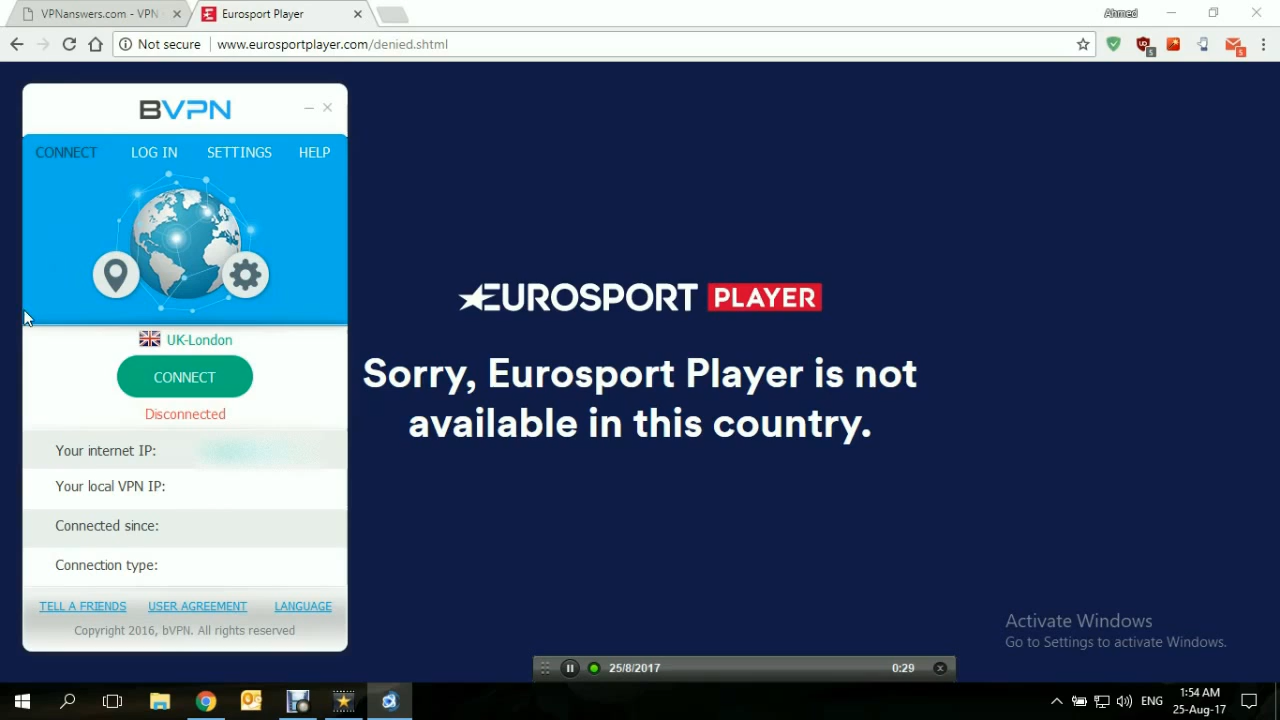 VPNanswers.com - VPN
Eurosport Player
Ahmed
Not secure
www.eurosportplayer.com/denied.shtml
BVPN
CONNECT
LOG IN
SETTINGS
HELP
UK-London
CONNECT
Disconnected
Your internet IP:
Your local VPN IP:
Connected since:
Connection type:
TELL A FRIENDS
USER AGREEMENT
LANGUAGE
Copyright 2016, bVPN. All rights reserved
EUROSPORT PLAYER
Sorry, Eurosport Player is not
available in this country.
Activate Windows
Go to Settings to activate Windows.
25/8/2017
0:29
ENG
1:54 AM
25-Aug-17